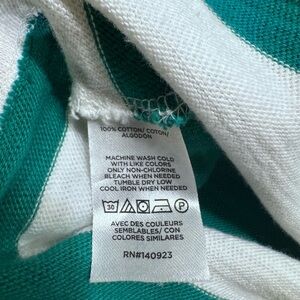 100% COTTON/ COTON/
ALGODÓN
MACHINE WASH COLD
WITH LIKE COLORS
ONLY NON-CHLORINE
BLEACH WHEN NEEDED
TUMBLE DRY LOW
COOL IRON WHEN NEEDED
30
AVEC DES COULEURS
SEMBLABLES/ CON
COLORES SIMILARES
RN#140923